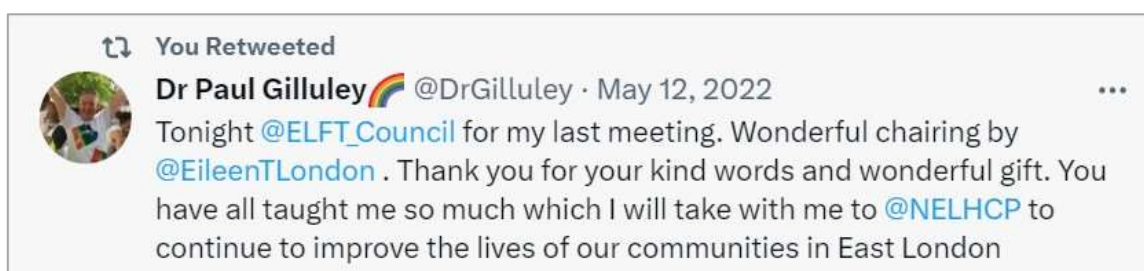 You Retweeted
Dr Paul Gilluley🌈 @DrGilluley · May 12, 2022
Tonight @ELFT_Council for my last meeting. Wonderful chairing by
@EileenTLondon . Thank you for your kind words and wonderful gift. You
have all taught me so much which I will take with me to @NELHCP to
continue to improve the lives of our communities in East London